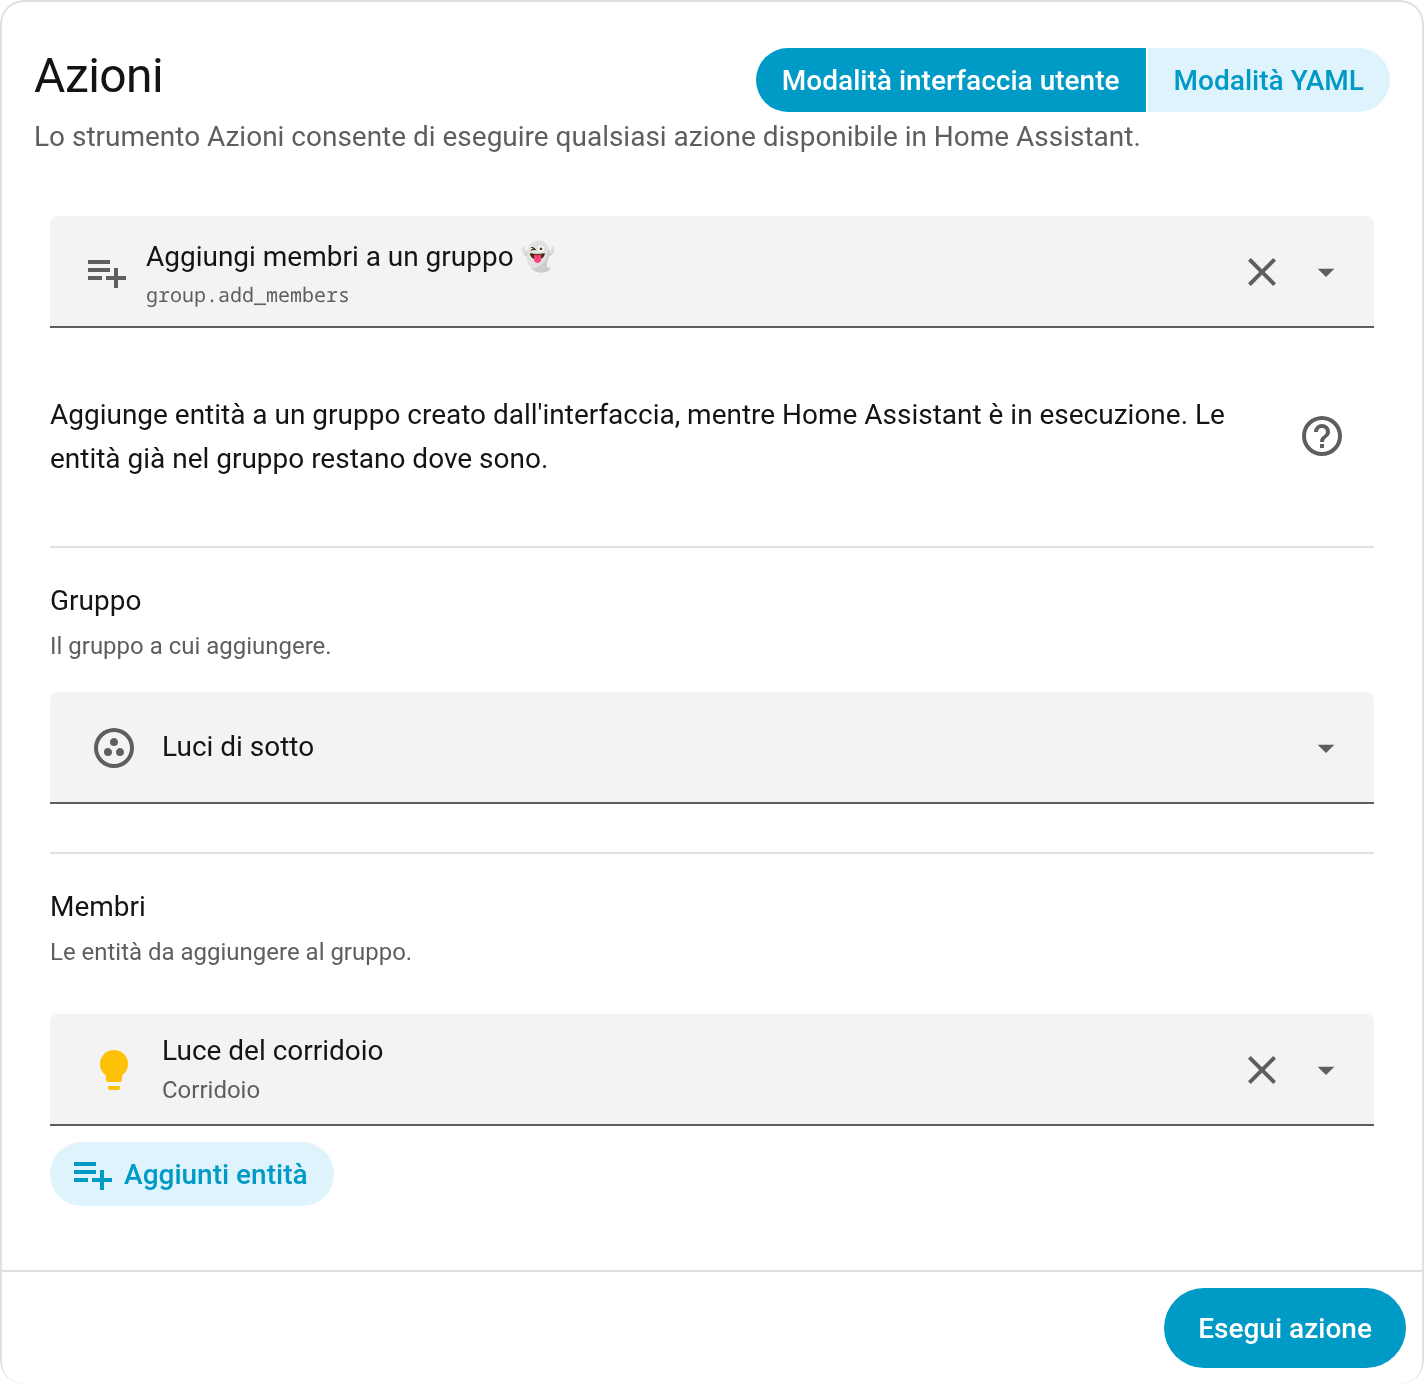 Azioni
Modalità interfaccia utente
Modalità YAML
Lo strumento Azioni consente di eseguire qualsiasi azione disponibile in Home Assistant.
Aggiungi membri a un gruppo 👻
group.add_members
Aggiunge entità a un gruppo creato dall'interfaccia, mentre Home Assistant è in esecuzione. Le
entità già nel gruppo restano dove sono.
Gruppo
Il gruppo a cui aggiungere.
Luci di sotto
Membri
Le entità da aggiungere al gruppo.
Luce del corridoio
Corridoio
Aggiunti entità
Esegui azione